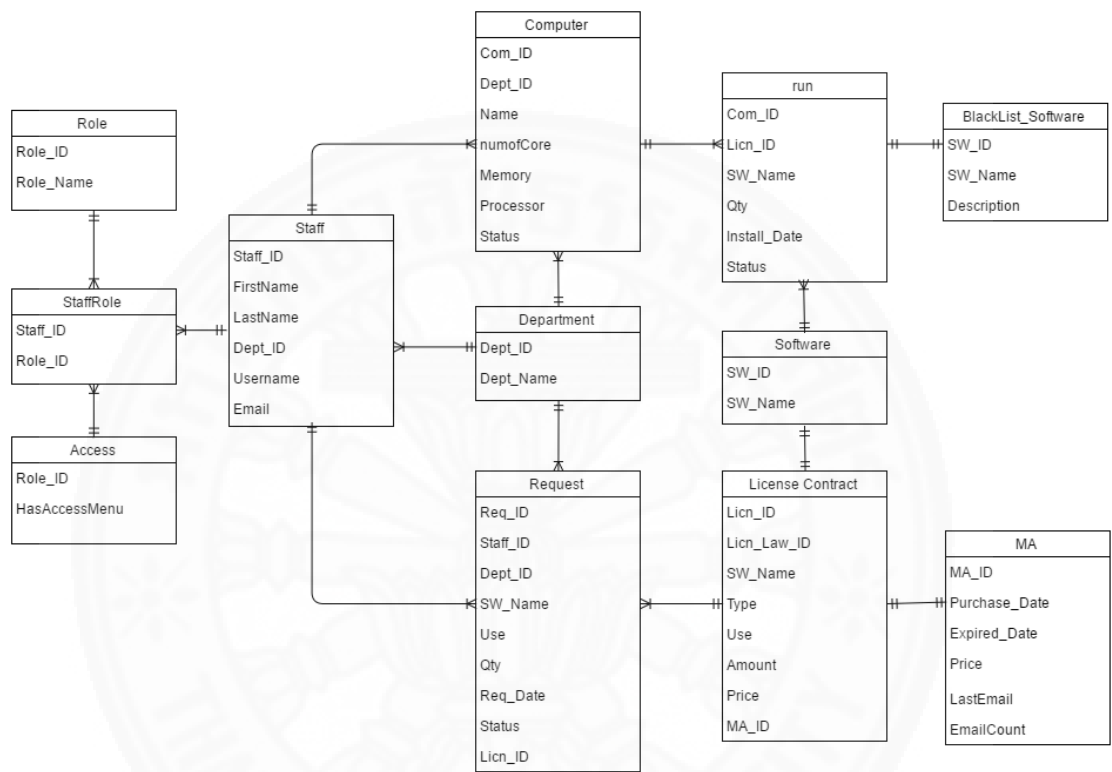 Computer
Com_ID
Dept_ID
Name
numofCore
Memory
Processor
Status
run
Com_ID
Licn_ID
SW_Name
Qty
Install_Date
Status
BlackList_Software
SW_ID
SW_Name
Description
Role
Role_ID
Role_Name
Staff
Staff_ID
FirstName
LastName
Dept_ID
Username
Email
StaffRole
Staff_ID
Role_ID
Department
Dept_ID
Dept_Name
Software
SW_ID
SW_Name
Access
Role_ID
HasAccessMenu
Request
Req_ID
Staff_ID
Dept_ID
SW_Name
Use
Qty
Req_Date
Status
Licn_ID
License Contract
Licn_ID
Licn_Law_ID
SW_Name
Type
Use
Amount
Price
MA_ID
MA
MA_ID
Purchase_Date
Expired_Date
Price
LastEmail
EmailCount